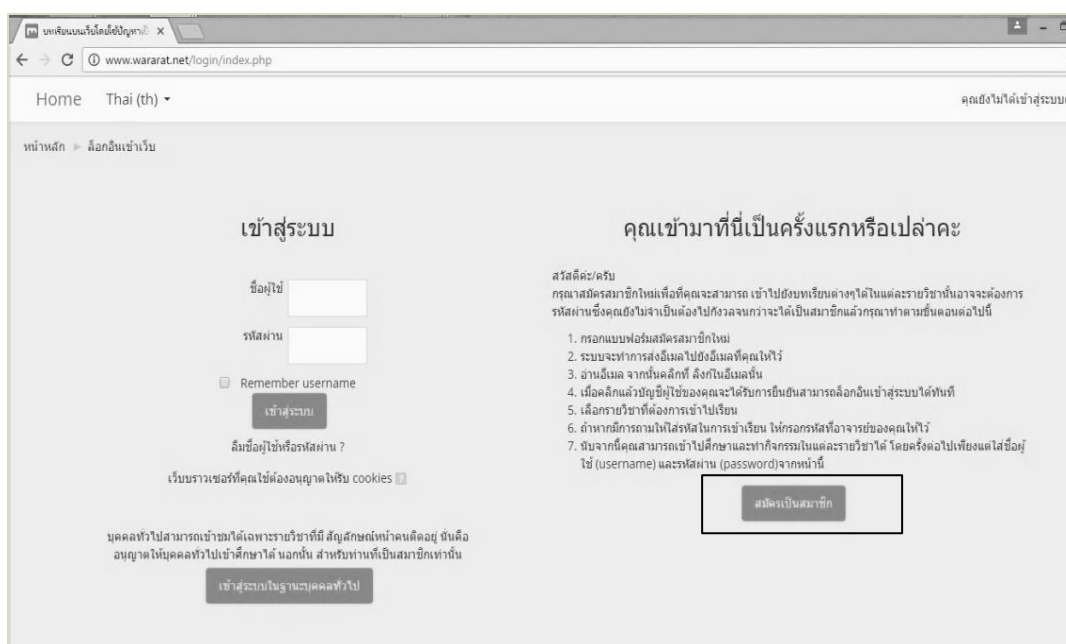 บทเรียนบนเว็บโดยใช้ปัญหาเป็
www.wararat.net/login/index.php
Home Thai (th)
คุณยังไม่ได้เข้าสู่ระบบ
หน้าหลัก ► ล็อกอินเข้าเว็บ
เข้าสู่ระบบ
ชื่อผู้ใช้
รหัสผ่าน
Remember username
เข้าสู่ระบบ
ลืมชื่อผู้ใช้หรือรหัสผ่าน ?
เว็บบราวเซอร์ที่คุณใช้ต้องอนุญาตให้รับ cookies ?
บุคคลทั่วไปสามารถเข้าชมได้เฉพาะรายวิชาที่มี สัญลักษณ์หน้าคนติดอยู่ นั่นคือ
อนุญาตให้บุคคลทั่วไปเข้าศึกษาได้ นอกนั้น สำหรับท่านที่เป็นสมาชิกเท่านั้น
เข้าสู่ระบบในฐานะบุคคลทั่วไป
คุณเข้ามาที่นี่เป็นครั้งแรกหรือเปล่าคะ
สวัสดีค่ะ/ครับ
กรุณาสมัครสมาชิกใหม่เพื่อที่คุณจะสามารถ เข้าไปยังบทเรียนต่างๆได้ในแต่ละรายวิชานั้นอาจจะต้องการ
รหัสผ่านซึ่งคุณยังไม่จำเป็นต้องไปกังวลจนกว่าจะได้เป็นสมาชิกแล้วกรุณาทำตามขั้นตอนต่อไปนี้
1. กรอกแบบฟอร์มสมัครสมาชิกใหม่
2. ระบบจะทำการส่งอีเมลไปยังอีเมลที่คุณให้ไว้
3. อ่านอีเมล จากนั้นคลิกที่ ลิงก์ในอีเมลนั้น
4. เมื่อคลิกแล้วบัญชีผู้ใช้ของคุณจะได้รับการยืนยันสามารถล็อกอินเข้าสู่ระบบได้ทันที
5. เลือกรายวิชาที่ต้องการเข้าไปเรียน
6. ถ้าหากมีการถามให้ใส่รหัสในการเข้าเรียน ให้กรอกรหัสที่อาจารย์ของคุณให้ไว้
7. นับจากนี้คุณสามารถเข้าไปศึกษาและทำกิจกรรมในแต่ละรายวิชาได้ โดยครั้งต่อไปเพียงแต่ใส่ชื่อผู้
ใช้ (username) และรหัสผ่าน (password)จากหน้านี้
สมัครเป็นสมาชิก